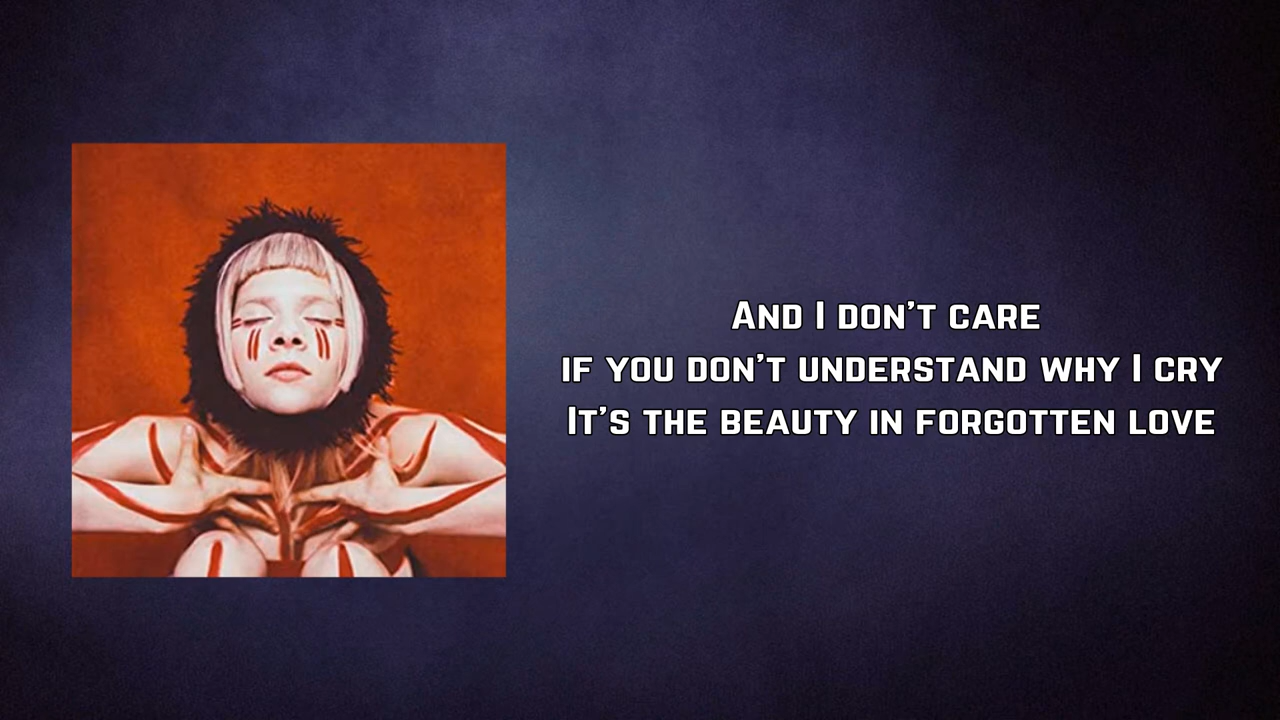 And I don't care
if you don't understand why I cry
It's the beauty in forgotten love